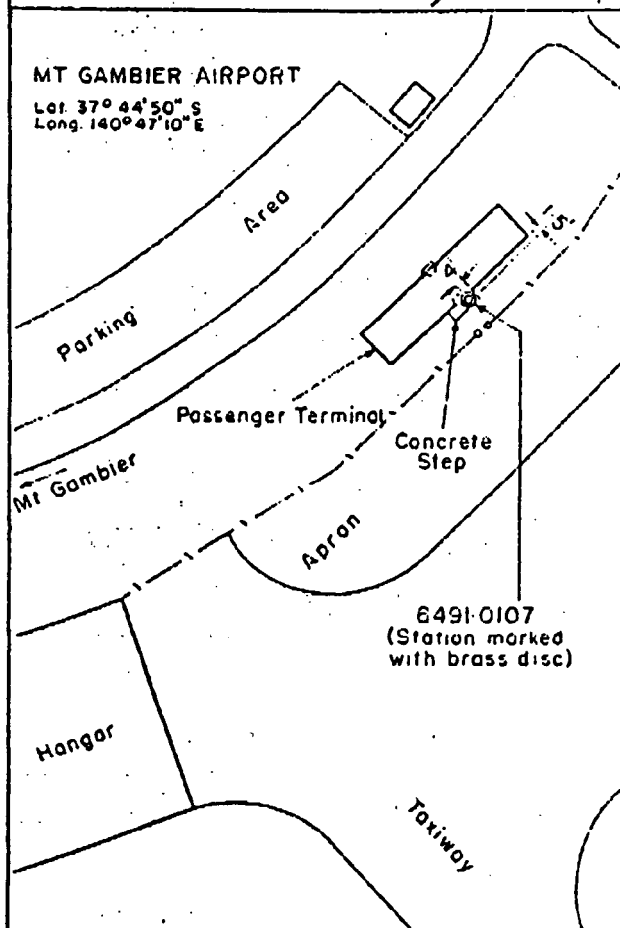 MT GAMBIER AIRPORT
Lat. 37° 44' 50" S
Long. 140° 47' 10" E
Area
Parking
Passenger Terminal
Concrete
Step
Mt Gambier
Apron
6491·0107
(Station marked
with brass disc)
Hangar
Taxiway